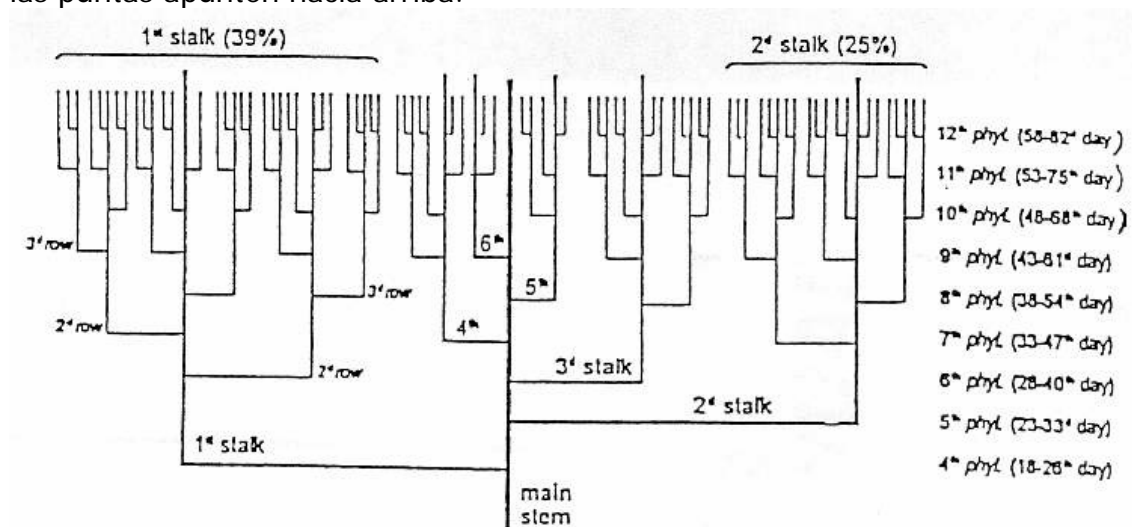 las puntas apunten hacia arriba.
1st stalk (39%)
2d stalk (25%)
12th phyl. (58-82d day)
11th phyl. (53-75th day)
10th phyl. (48-68th day)
3d row
6th
9th phyl. (43-61st day)
5th
3d row
8th phyl. (38-54th day)
2d row
4th
7th phyl. (33-47th day)
3d stalk
2d row
6th phyl. (28-40th day)
2d stalk
5th phyl. (23-33d day)
1st stalk
4th phyl. (18-26th day)
main
stem